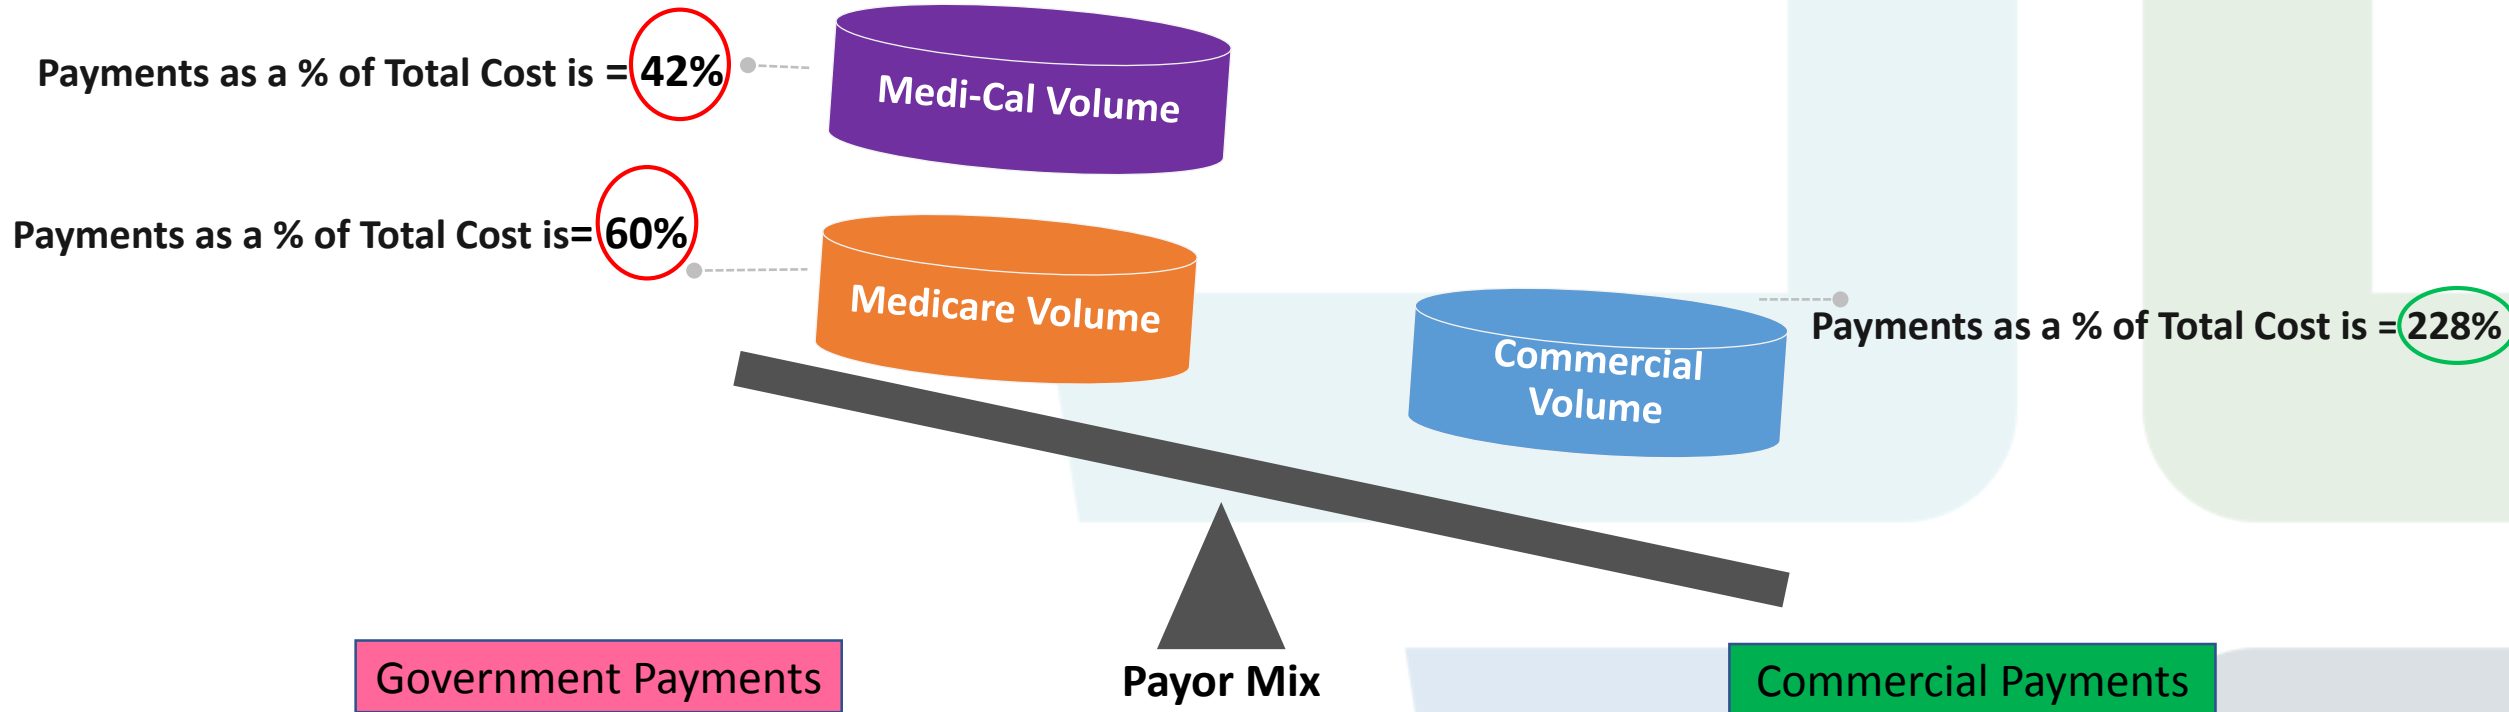 Payments as a % of Total Cost is = 42%
Medi-Cal Volume
Payments as a % of Total Cost is= 60%
Medicare Volume
Commercial
Volume
Payments as a % of Total Cost is = 228%
Government Payments
Payor Mix
Commercial Payments